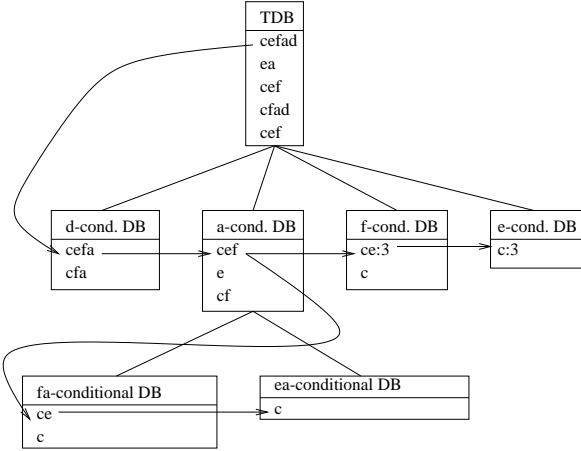 TDB
cefad
ea
cef
cfad
cef
d-cond. DB
cefa
cfa
a-cond. DB
cef
e
cf
f-cond. DB
ce:3
c
e-cond. DB
c:3
fa-conditional DB
ce
c
ea-conditional DB
c